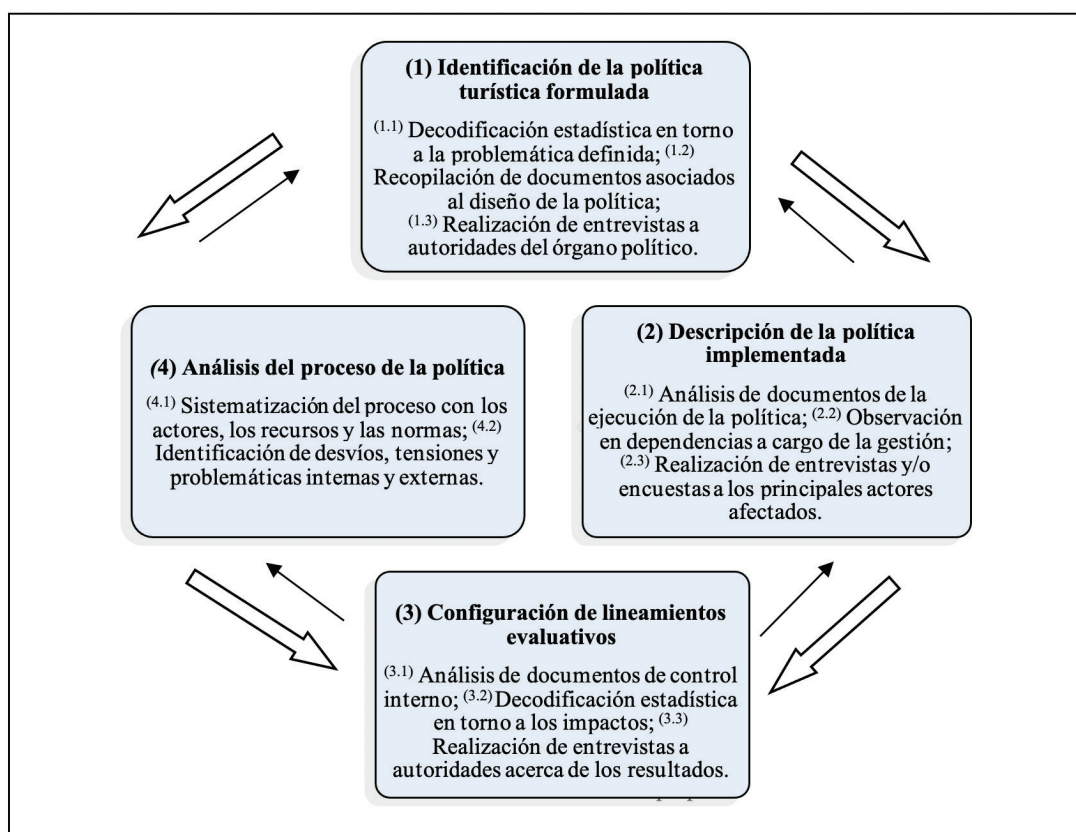 (1) Identificación de la política
turística formulada
(1.1) Decodificación estadística en torno
a la problemática definida; (1.2)
Recopilación de documentos asociados
al diseño de la política;
(1.3) Realización de entrevistas a
autoridades del órgano político.
(4) Análisis del proceso de la política
(4.1) Sistematización del proceso con los
actores, los recursos y las normas; (4.2)
Identificación de desvíos, tensiones y
problemáticas internas y externas.
(2) Descripción de la política
implementada
(2.1) Análisis de documentos de la
ejecución de la política; (2.2) Observación
en dependencias a cargo de la gestión;
(2.3) Realización de entrevistas y/o
encuestas a los principales actores
afectados.
(3) Configuración de lineamientos
evaluativos
(3.1) Análisis de documentos de control
interno; (3.2) Decodificación estadística
en torno a los impactos; (3.3)
Realización de entrevistas a
autoridades acerca de los resultados.